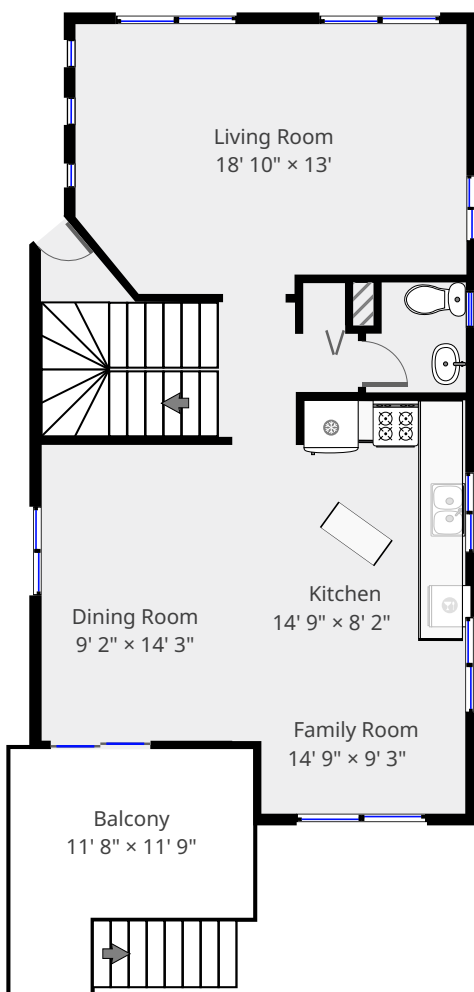 Living Room
18' 10" × 13'
Kitchen
14' 9" × 8' 2"
Dining Room
9' 2" × 14' 3"
Family Room
14' 9" × 9' 3"
Balcony
11' 8" × 11' 9"